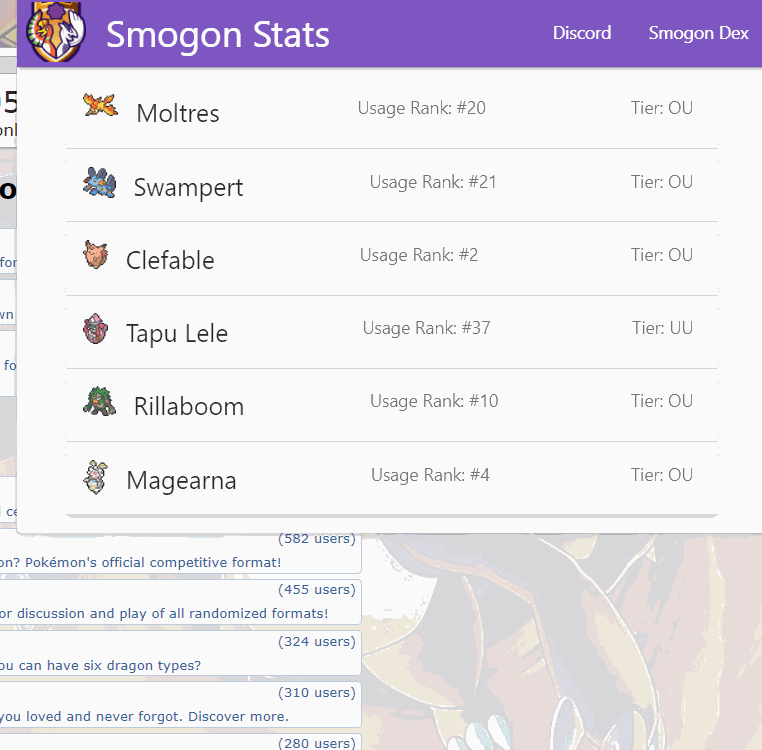 Smogon Stats
Discord
Smogon Dex
Moltres
Usage Rank: #20
Tier: OU
Swampert
Usage Rank: #21
Tier: OU
Clefable
Usage Rank: #2
Tier: OU
Tapu Lele
Usage Rank: #37
Tier: UU
Rillaboom
Usage Rank: #10
Tier: OU
Magearna
Usage Rank: #4
Tier: OU
(582 users)
on? Pokémon's official competitive format!
(455 users)
or discussion and play of all randomized formats!
(324 users)
ou can have six dragon types?
(310 users)
you loved and never forgot. Discover more.
(280 users)